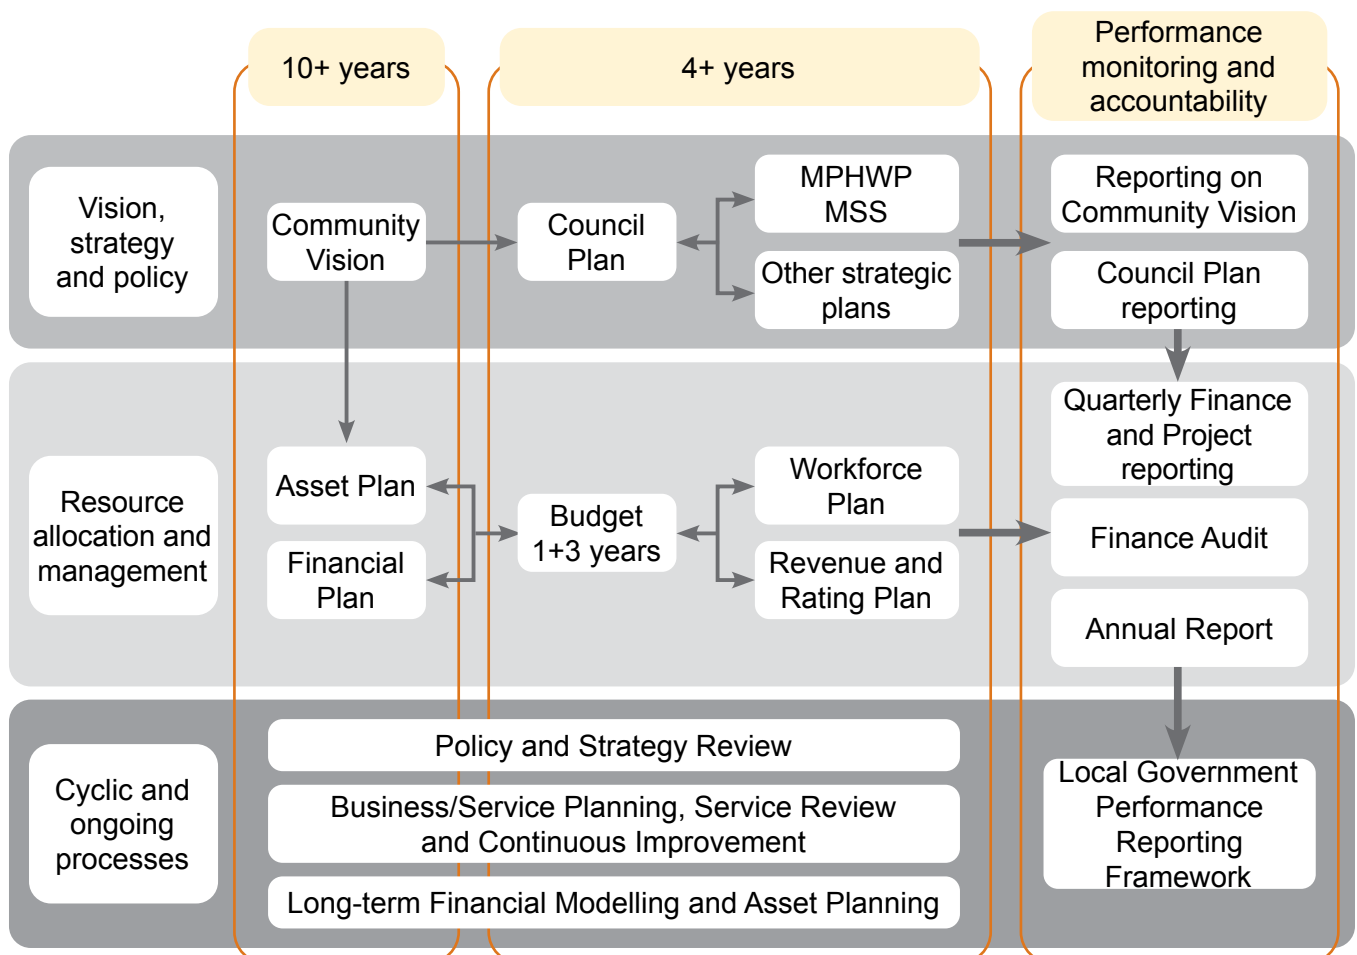 10+ years
4+ years
Performance
monitoring and
accountability
Vision,
strategy
and policy
Community
Vision
Council
Plan
MPHWP
MSS
Other strategic
plans
Reporting on
Community Vision
Council Plan
reporting
Resource
allocation and
management
Asset Plan
Financial
Plan
Budget
1+3 years
Workforce
Plan
Revenue and
Rating Plan
Quarterly Finance
and Project
reporting
Finance Audit
Annual Report
Cyclic and
ongoing
processes
Policy and Strategy Review
Business/Service Planning, Service Review
and Continuous Improvement
Long-term Financial Modelling and Asset Planning
Local Government
Performance
Reporting
Framework